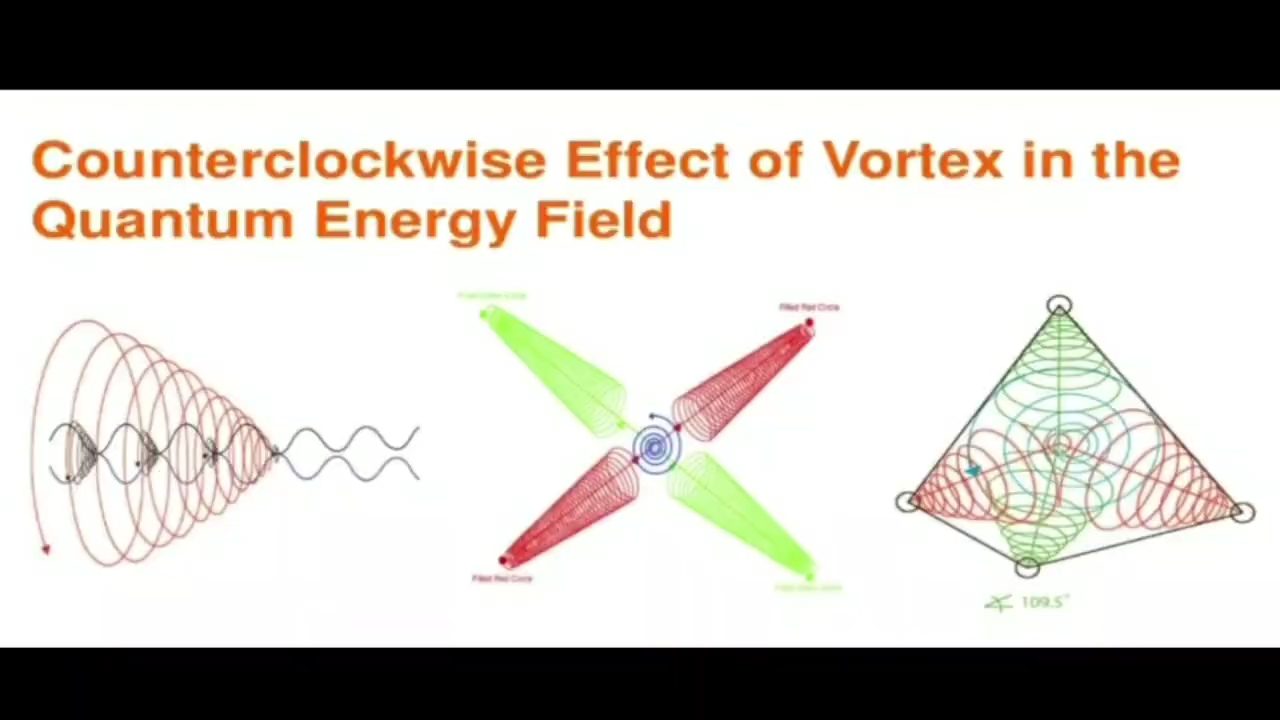 Counterclockwise Effect of Vortex in the
Quantum Energy Field
Filled Red Circle
Filled Red Circle
109.5°